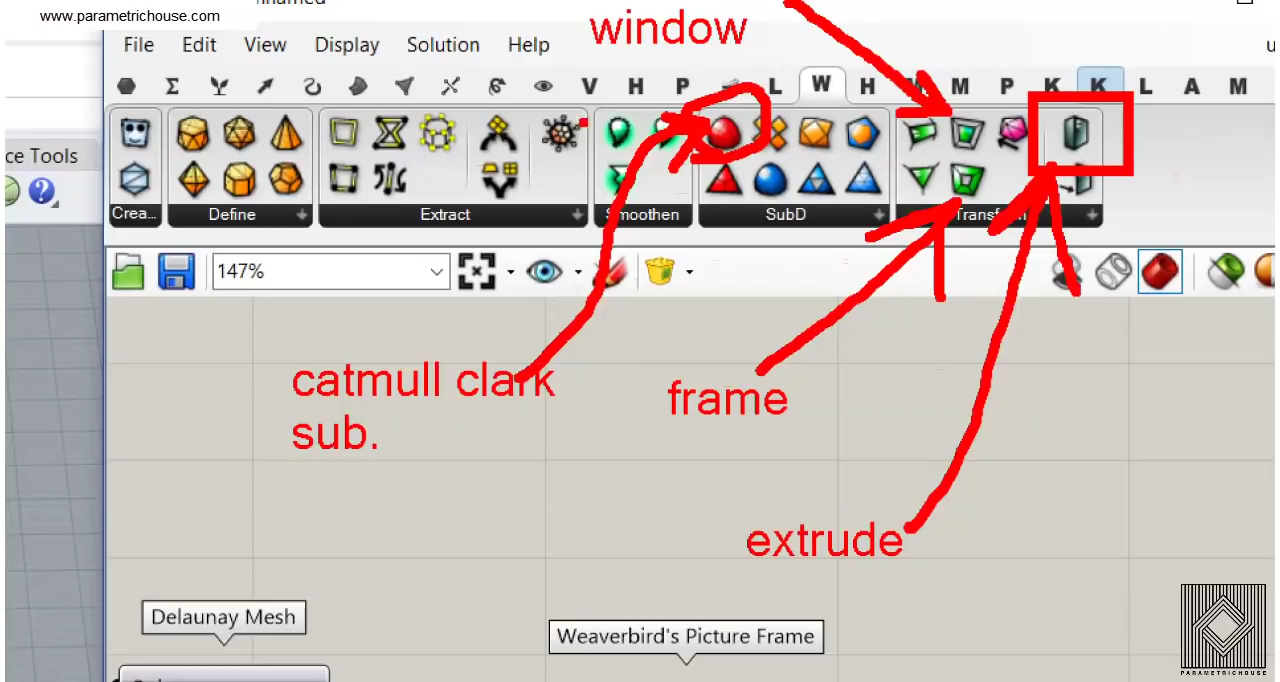 www.parametrichouse.com
window
File Edit View Display Solution Help
V H P L W H M P K K L A M
ce Tools
Crea... Define Extract Smoothen SubD Transform
147%
catmull clark
sub.
frame
extrude
Delaunay Mesh
Weaverbird's Picture Frame
PARAMETRICHOUSE